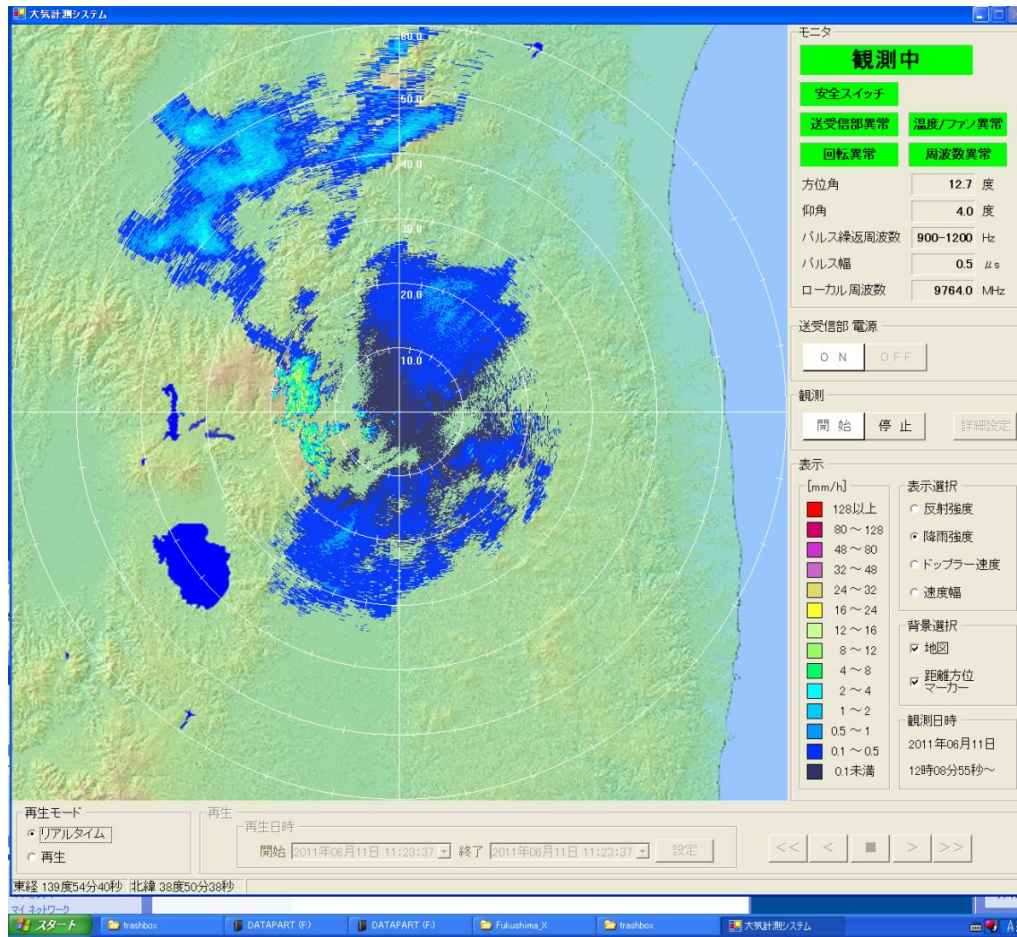 大気計測システム
60.0
50.0
40.0
30.0
20.0
10.0
モニタ
観測中
安全スイッチ
送受信部異常 温度/ファン異常
回転異常 周波数異常
方位角 12.7 度
仰角 4.0 度
パルス繰返周波数 900-1200 Hz
パルス幅 0.5 μs
ローカル周波数 9764.0 MHz
送受信部 電源
ON OFF
観測
開始 停止 詳細設定
表示
[mm/h]
128以上
80～128
48～80
32～48
24～32
16～24
12～16
8～12
4～8
2～4
1～2
0.5～1
0.1～0.5
0.1未満
表示選択
反射強度
降雨強度
ドップラー速度
速度幅
背景選択
地図
距離方位
マーカー
観測日時
2011年06月11日
12時08分55秒～
再生モード
リアルタイム
再生
再生
再生日時
開始 2011年06月11日 11:23:37 終了 2011年06月11日 11:23:37 設定
<< < ■ > >>
東経 139度54分40秒 北緯 38度50分38秒
マイ ネットワーク
スタート trashbox DATAPART (F:) DATAPART (F:) Fukushima_X trashbox 大気計測システム A